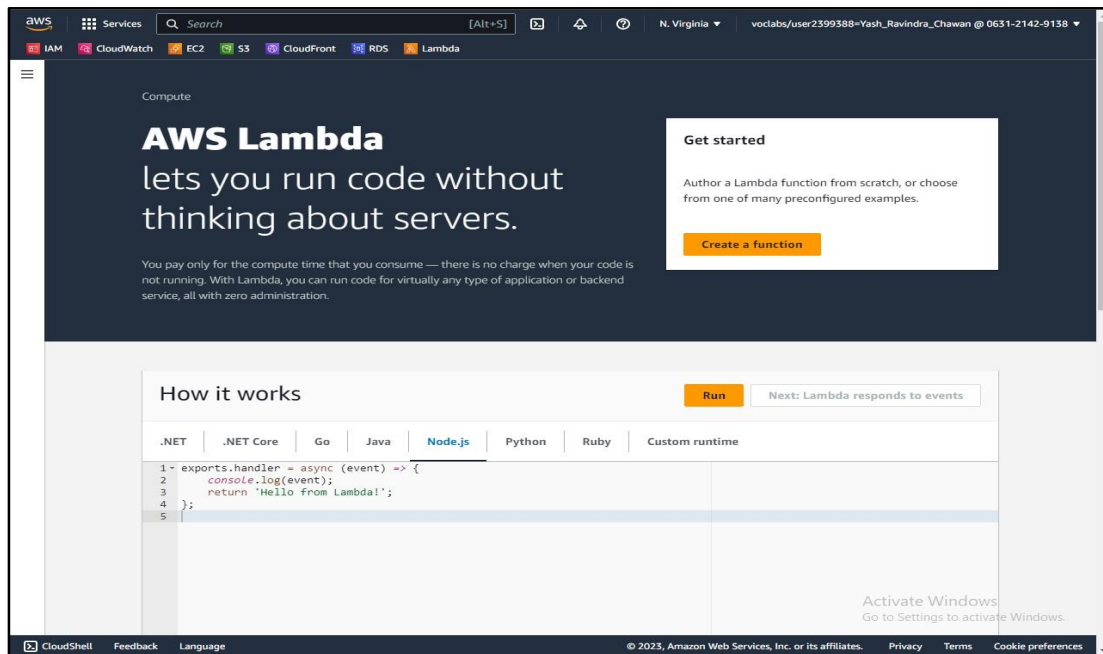 aws Services Search [Alt+S] N. Virginia ▼ voclabs/user2399388=Yash_Ravindra_Chawan @ 0631-2142-9138 ▼
IAM CloudWatch EC2 S3 CloudFront RDS Lambda
Compute
AWS Lambda
lets you run code without
thinking about servers.
You pay only for the compute time that you consume — there is no charge when your code is
not running. With Lambda, you can run code for virtually any type of application or backend
service, all with zero administration.
Get started
Author a Lambda function from scratch, or choose
from one of many preconfigured examples.
Create a function
How it works
Run Next: Lambda responds to events
.NET .NET Core Go Java Node.js Python Ruby Custom runtime
1 exports.handler = async (event) => {
2 console.log(event);
3 return 'Hello from Lambda!';
4 };
5
Activate Windows
Go to Settings to activate Windows.
CloudShell Feedback Language © 2023, Amazon Web Services, Inc. or its affiliates. Privacy Terms Cookie preferences